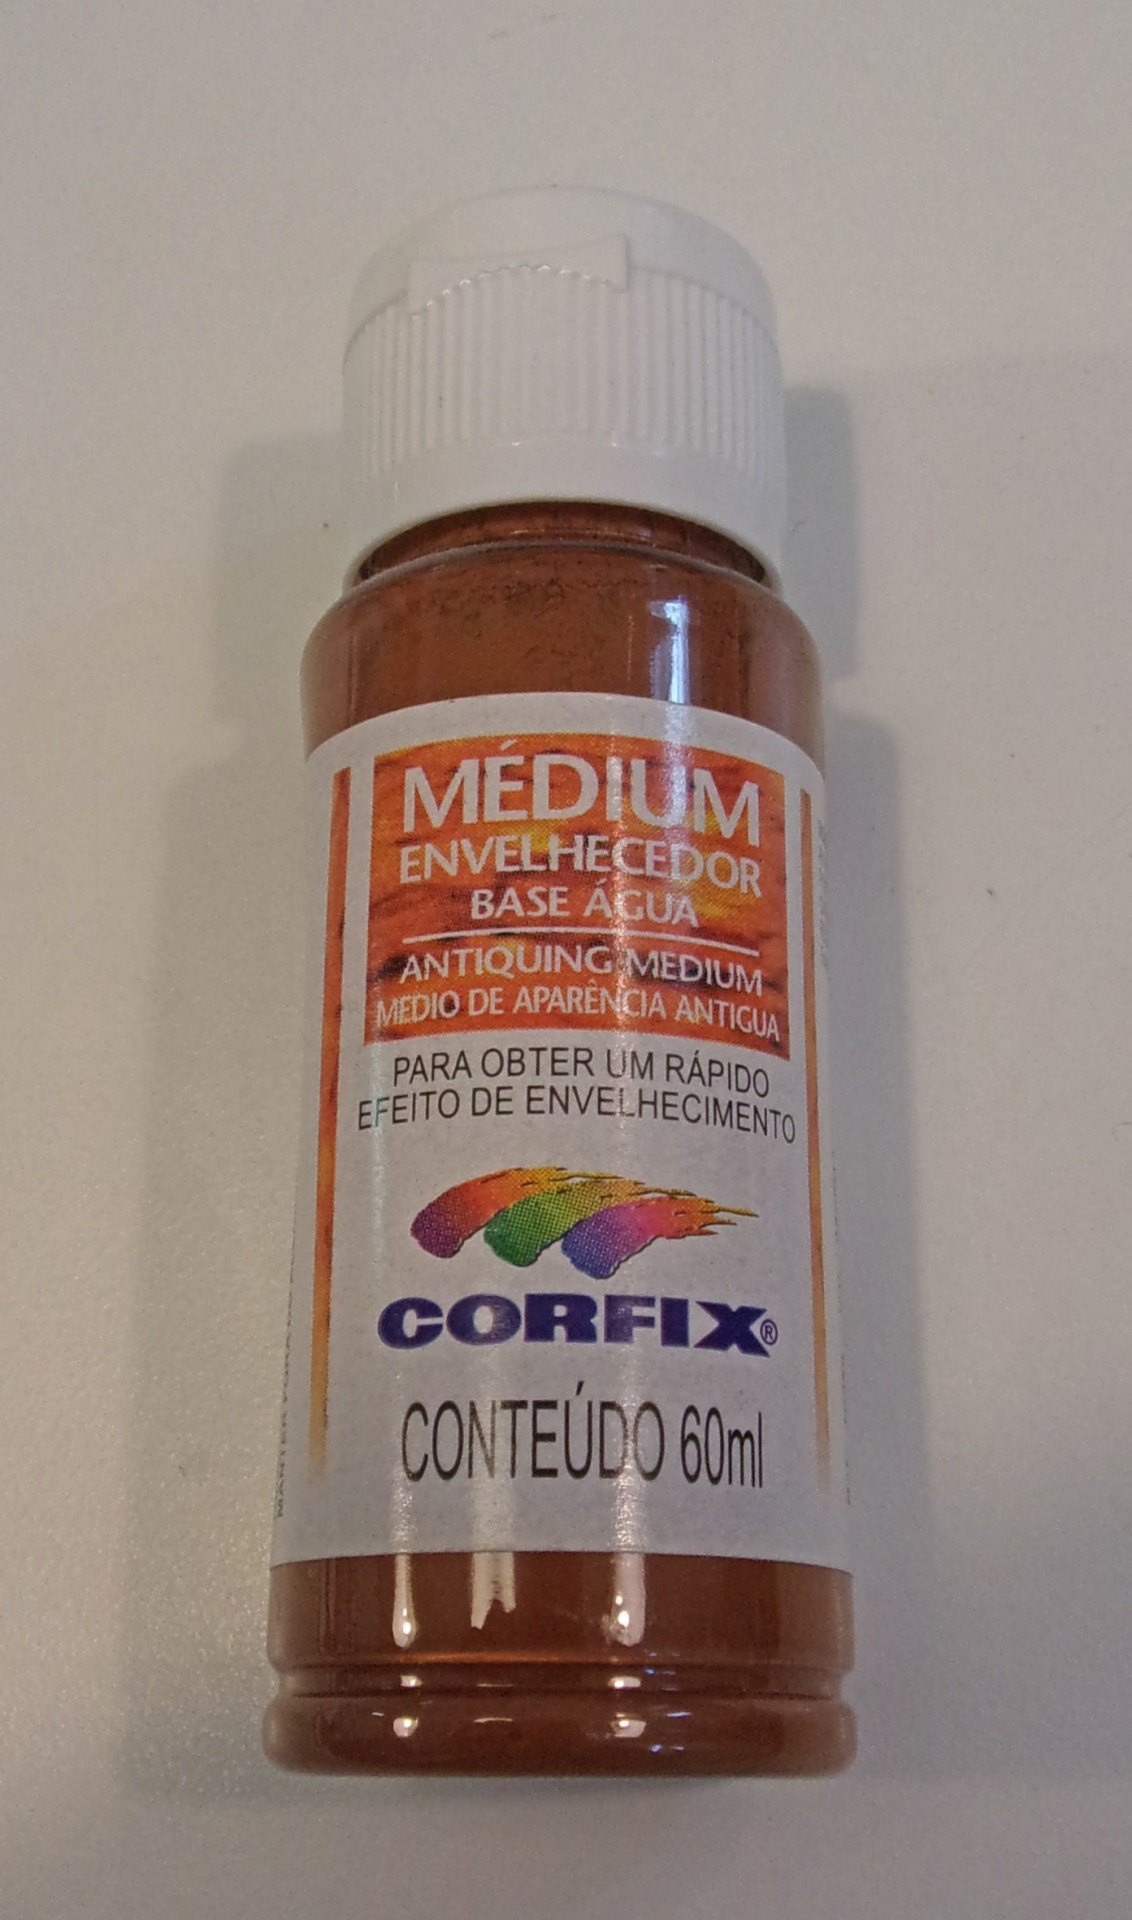 MÉDIUM
ENVELHECEDOR
BASE ÁGUA
ANTIQUING MEDIUM
MEDIO DE APARÊNCIA ANTIGUA
PARA OBTER UM RÁPIDO
EFEITO DE ENVELHECIMENTO
CORFIX®
CONTEÚDO 60ml
MANTER